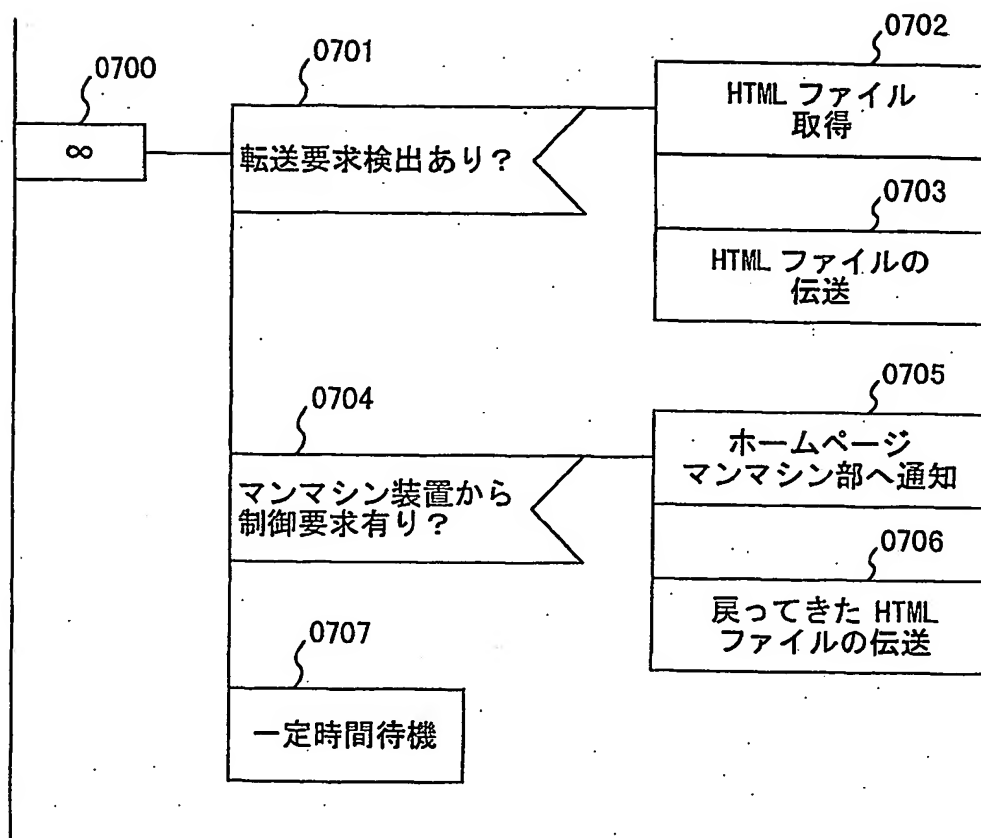 0700
∞
0701
転送要求検出あり？
0702
HTML ファイル
取得
0703
HTML ファイルの
伝送
0704
マンマシン装置から
制御要求有り？
0705
ホームページ
マンマシン部へ通知
0706
戻ってきた HTML
ファイルの伝送
0707
一定時間待機